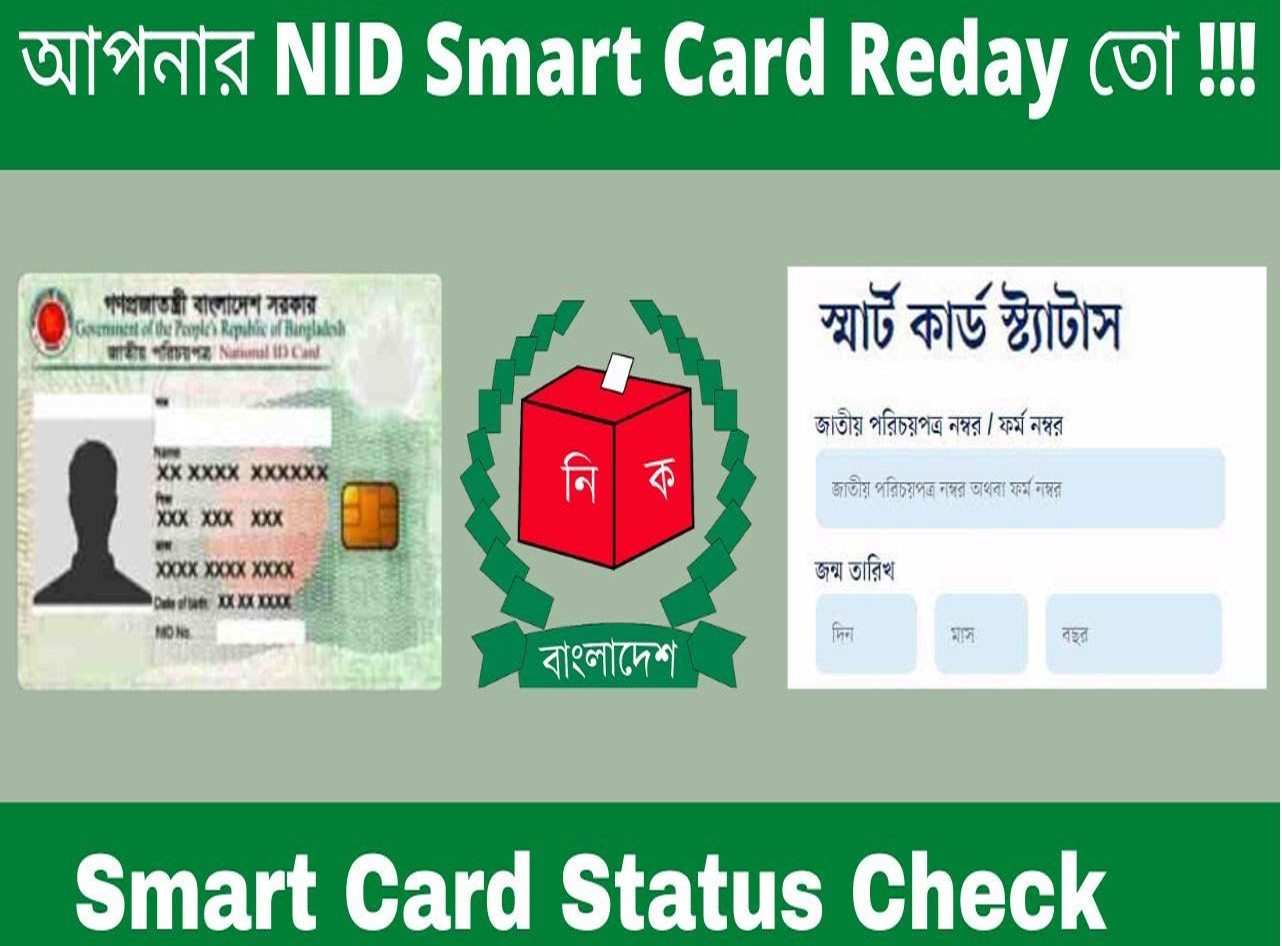 আপনার NID Smart Card Reday তো !!!
গণপ্রজাতন্ত্রী বাংলাদেশ সরকার
Government of the People's Republic of Bangladesh
জাতীয় পরিচয়পত্র National ID Card
নাম
Name
XX XXXX XXXXXX
পিতা
XXX XXX XXX
মাতা
XXXX XXXX XXXX
Date of birth: XX XX XXXX
NID No.
নি ক
বাংলাদেশ
স্মার্ট কার্ড স্ট্যাটাস
জাতীয় পরিচয়পত্র নম্বর / ফর্ম নম্বর
জাতীয় পরিচয়পত্র নম্বর অথবা ফর্ম নম্বর
জন্ম তারিখ
দিন মাস বছর
Smart Card Status Check